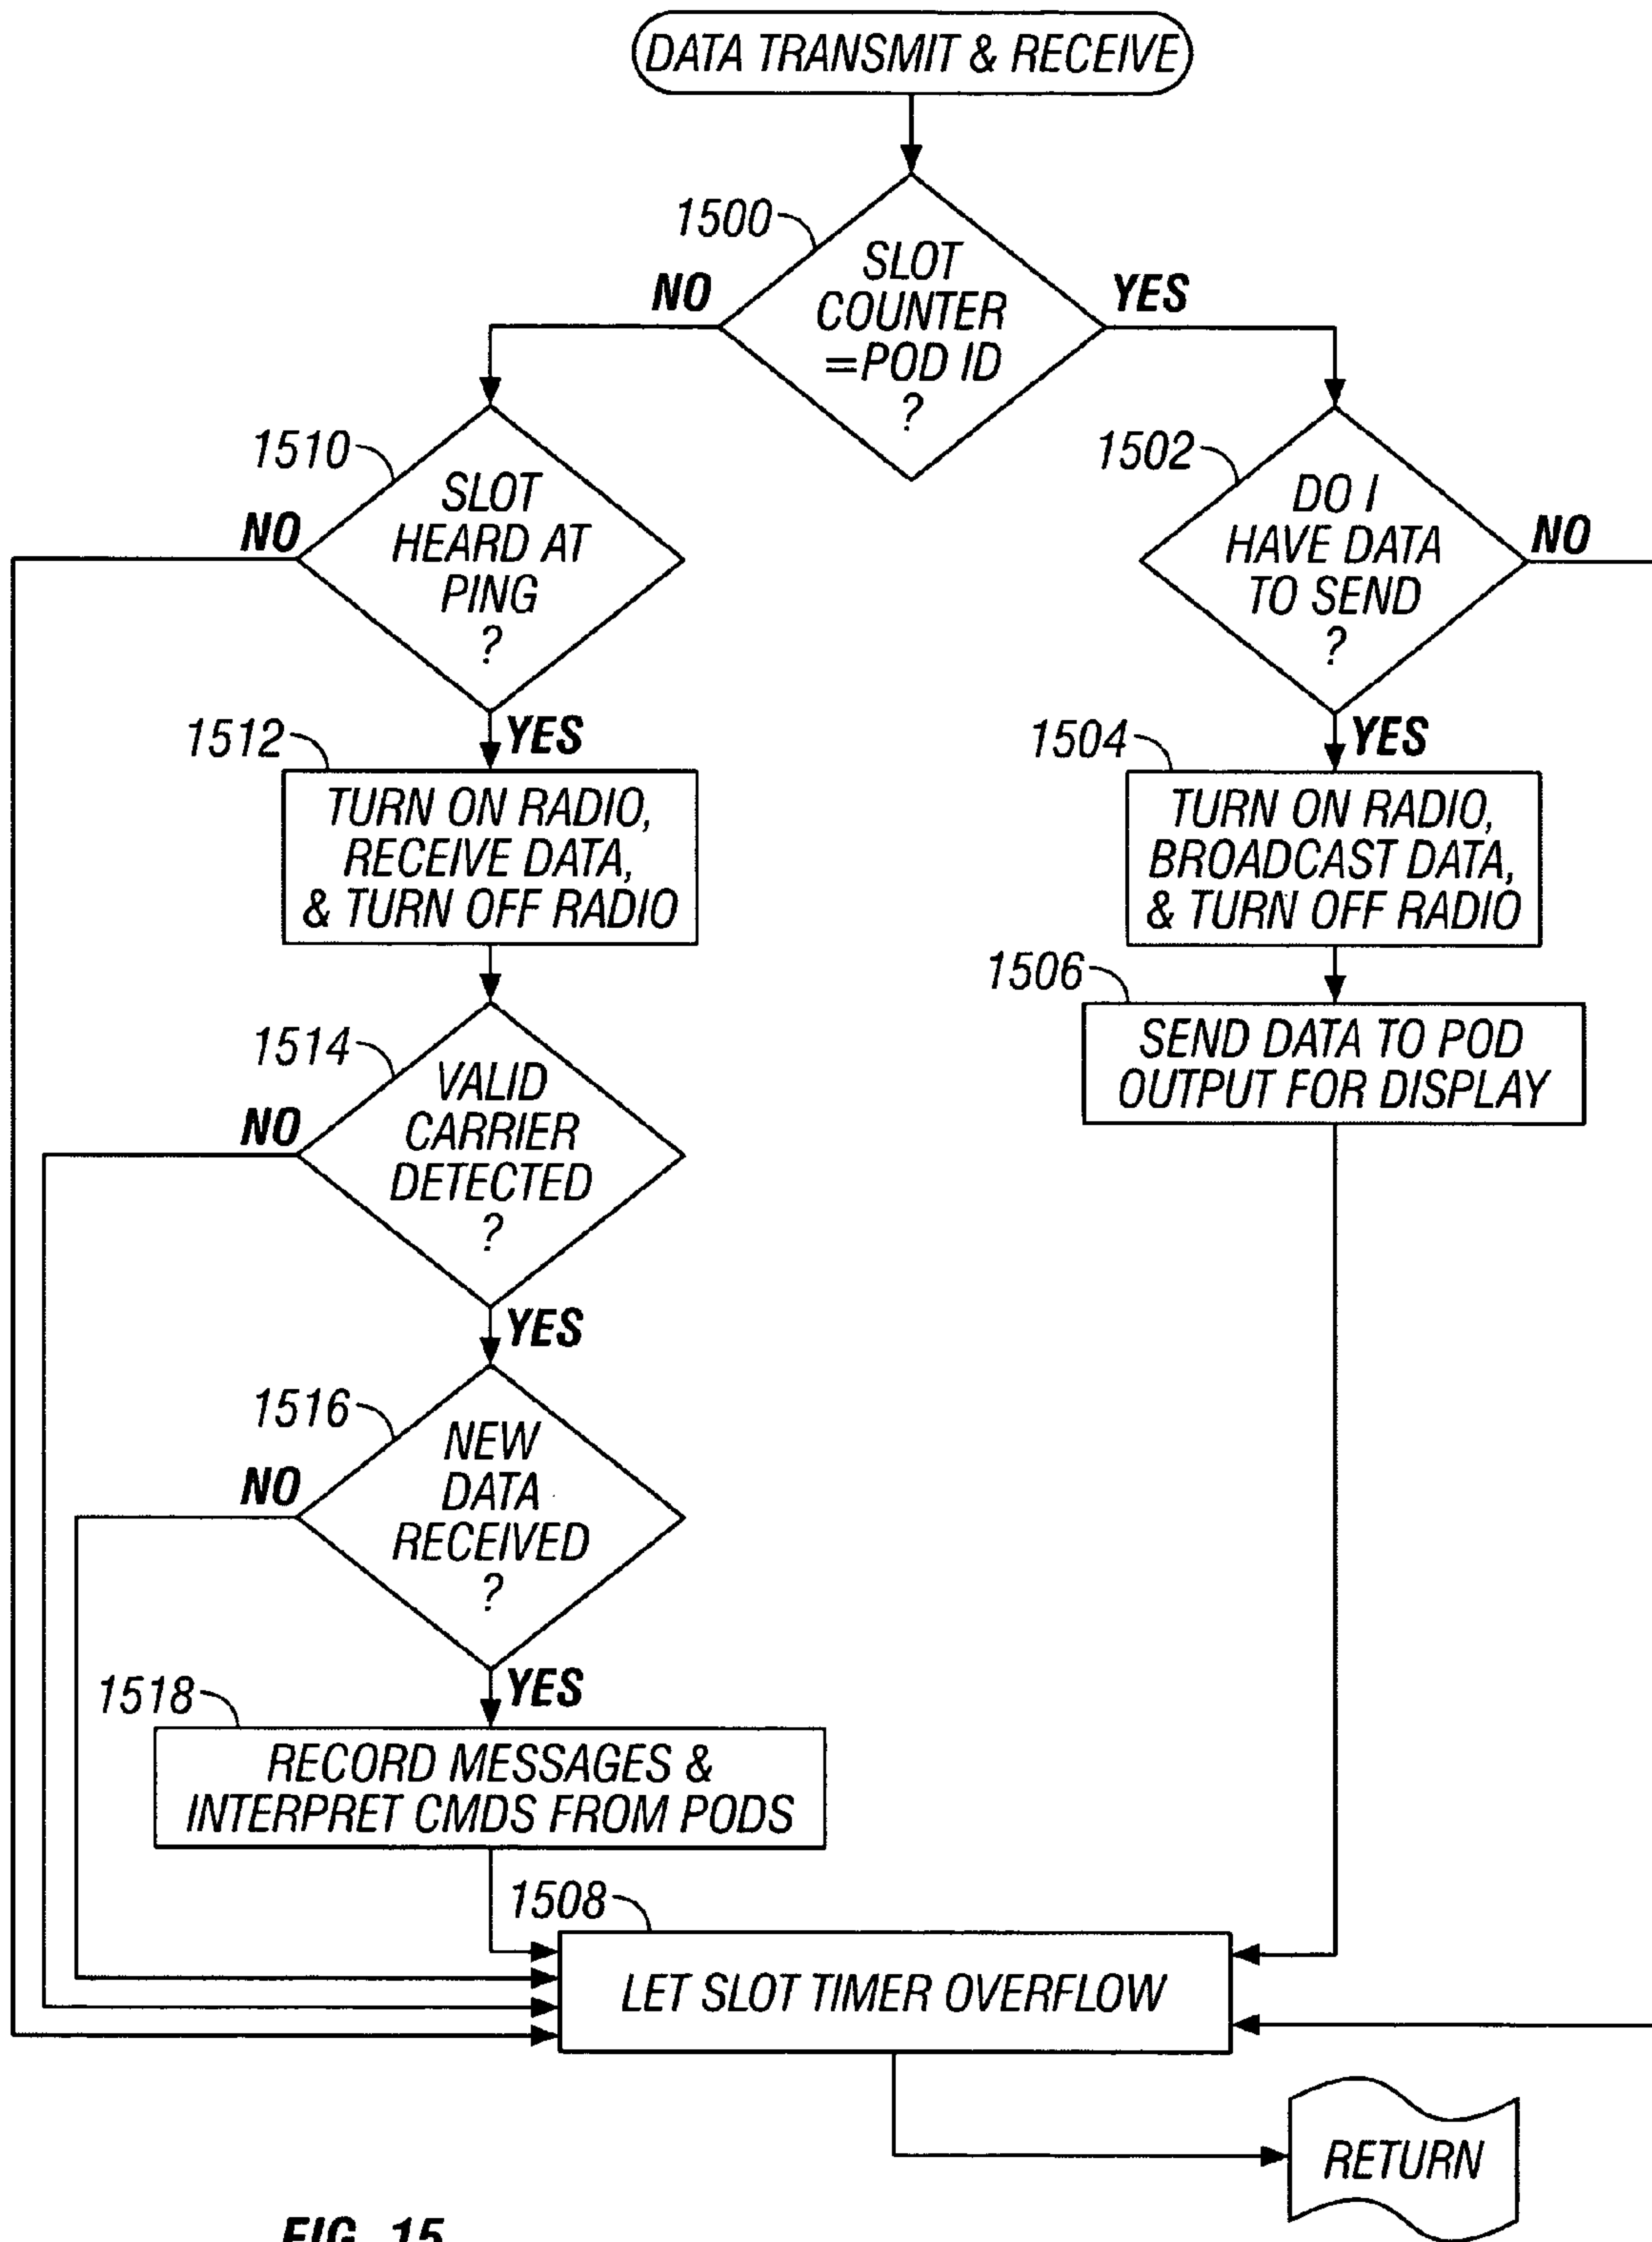 DATA TRANSMIT & RECEIVE
1500
SLOT
COUNTER
=POD ID
?
NO
YES
1510
SLOT
HEARD AT
PING
?
NO
YES
1502
DO I
HAVE DATA
TO SEND
?
NO
YES
1512
TURN ON RADIO,
RECEIVE DATA,
& TURN OFF RADIO
1504
TURN ON RADIO,
BROADCAST DATA,
& TURN OFF RADIO
1506
SEND DATA TO POD
OUTPUT FOR DISPLAY
1514
VALID
CARRIER
DETECTED
?
NO
YES
1516
NEW
DATA
RECEIVED
?
NO
YES
1518
RECORD MESSAGES &
INTERPRET CMDS FROM PODS
1508
LET SLOT TIMER OVERFLOW
RETURN
FIG. 15